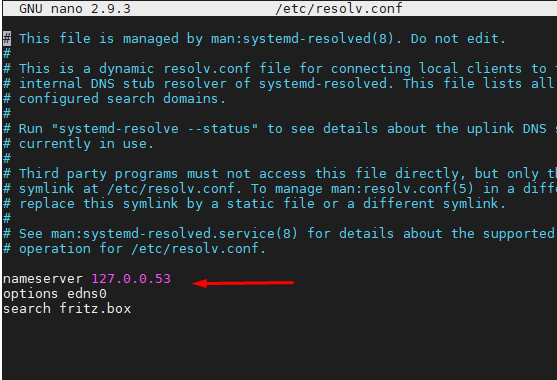 GNU nano 2.9.3 /etc/resolv.conf
# This file is managed by man:systemd-resolved(8). Do not edit.
#
# This is a dynamic resolv.conf file for connecting local clients to
# internal DNS stub resolver of systemd-resolved. This file lists all
# configured search domains.
#
# Run "systemd-resolve --status" to see details about the uplink DNS
# currently in use.
#
# Third party programs must not access this file directly, but only
# symlink at /etc/resolv.conf. To manage man:resolv.conf(5) in a
# replace this symlink by a static file or a different symlink.
#
# See man:systemd-resolved.service(8) for details about the supported
# operation for /etc/resolv.conf.
nameserver 127.0.0.53
options edns0
search fritz.box